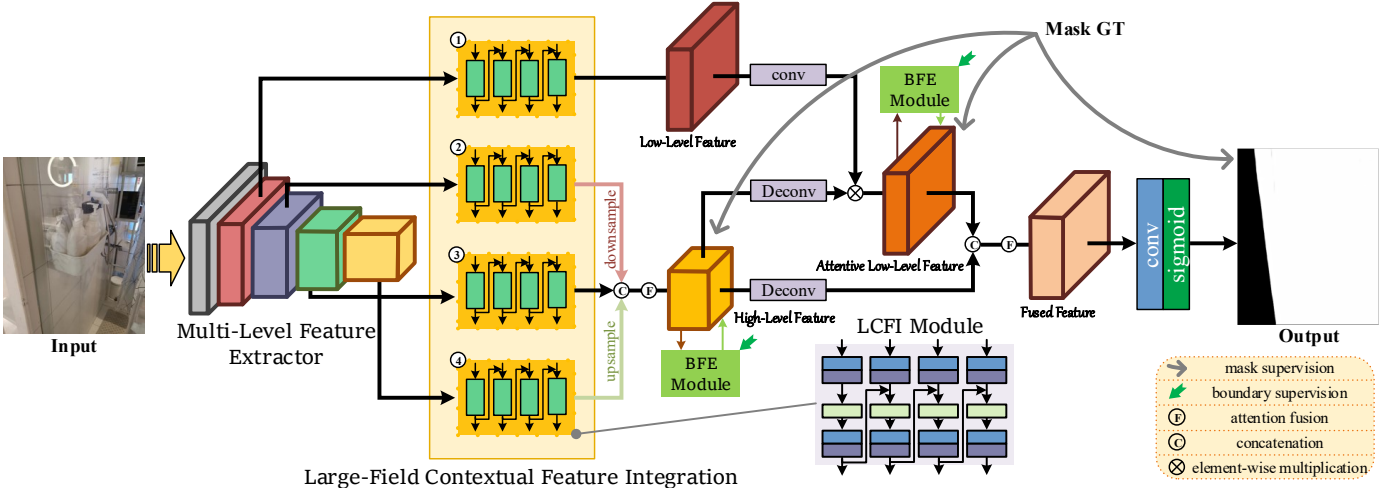 Mask GT
1
conv
BFE
Module
Low-Level Feature
2
Deconv
downsample
3
C
F
Attentive Low-Level Feature
C
F
conv
sigmoid
Deconv
High-Level Feature
Fused Feature
Input
Multi-Level Feature
Extractor
upsample
BFE
Module
LCFI Module
Output
4
mask supervision
boundary supervision
F attention fusion
C concatenation
element-wise multiplication
Large-Field Contextual Feature Integration